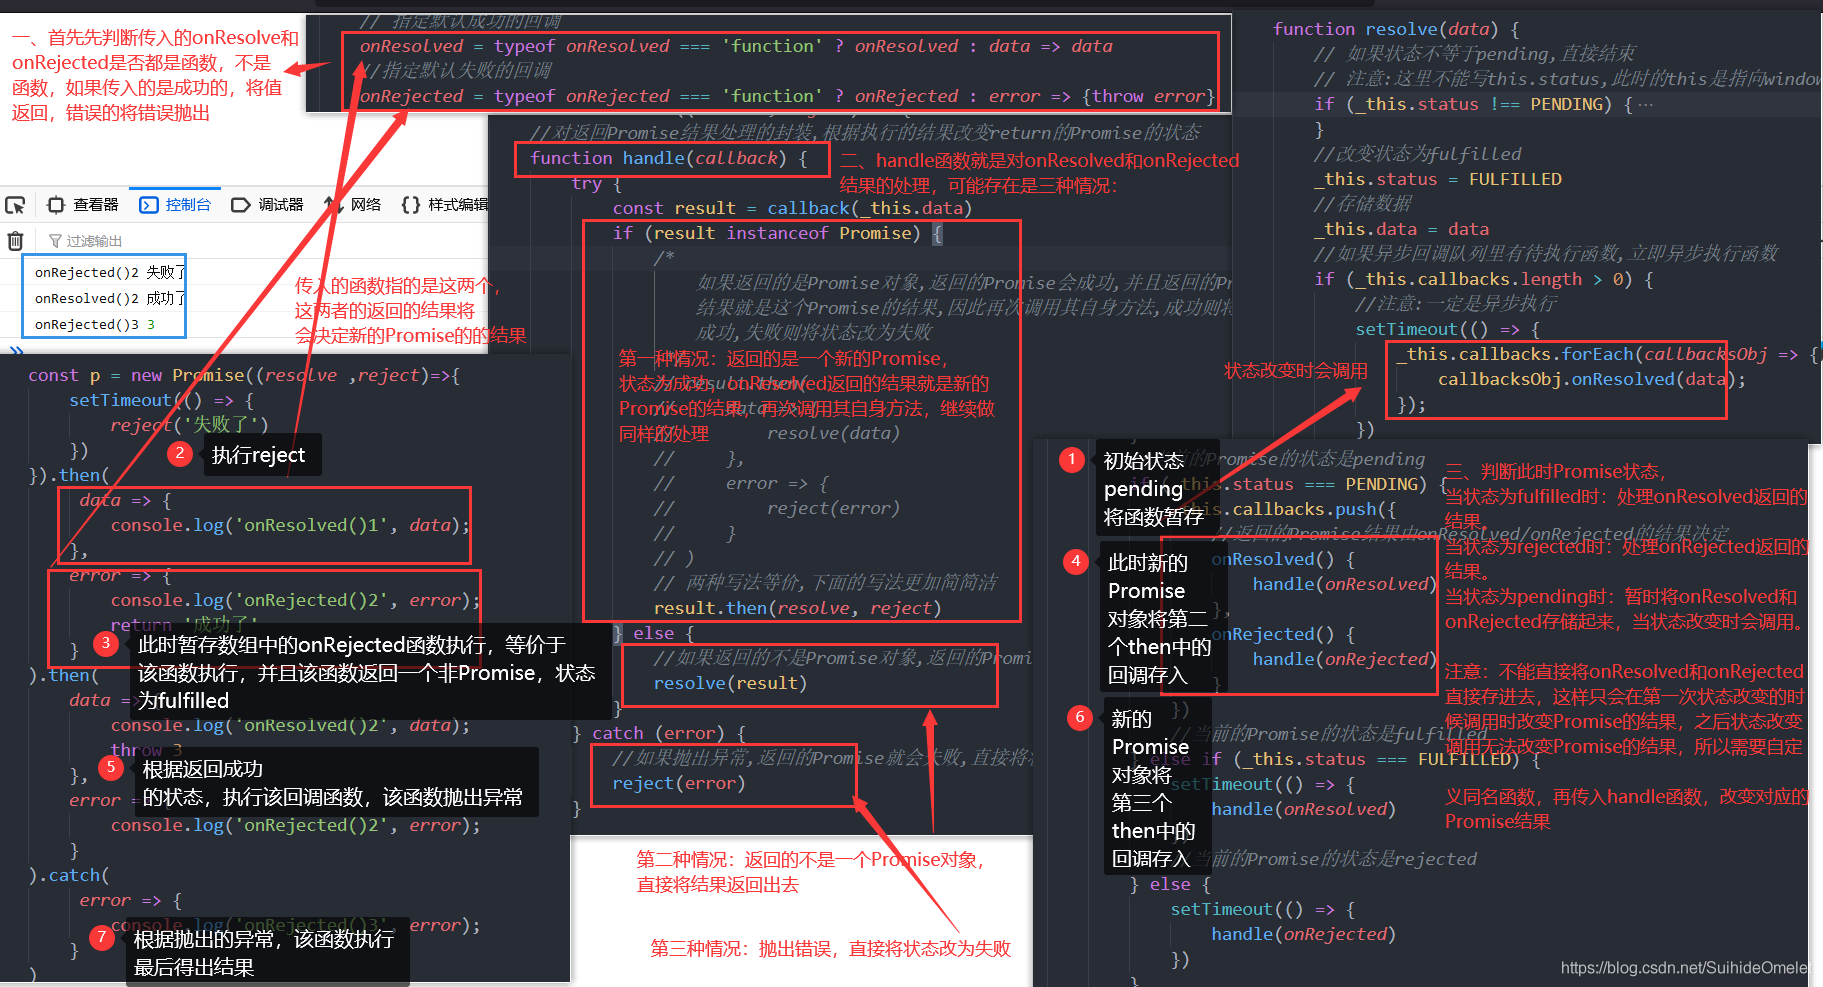 一、首先先判断传入的onResolve和
onRejected是否都是函数，不是
函数，如果传入的是成功的，将值
返回，错误的将错误抛出
// 指定默认成功的回调
onResolved = typeof onResolved === 'function' ? onResolved : data => data
//指定默认失败的回调
onRejected = typeof onRejected === 'function' ? onRejected : error => {throw error}
查看器
控制台
调试器
网络
样式编辑
过滤输出
onRejected()2 失败了
onResolved()2 成功了
onRejected()3 3
传入的函数指的是这两个，
这两者的返回的结果将
会决定新的Promise的的结果
const p = new Promise((resolve ,reject)=>{
setTimeout(() => {
reject('失败了')
})
2 执行reject
}).then(
data => {
console.log('onResolved()1', data);
},
error => {
console.log('onRejected()2', error);
return '成功了'
}
3 此时暂存数组中的onRejected函数执行，等价于
该函数执行，并且该函数返回一个非Promise，状态
为fulfilled
).then(
data =>
console.log('onResolved()2', data);
throw 3
},
5 根据返回成功
的状态，执行该回调函数，该函数抛出异常
error =
console.log('onRejected()2', error);
}
).catch(
error => {
console.log('onRejected()3', error);
}
7 根据抛出的异常，该函数执行
最后得出结果
)
//对返回Promise结果处理的封装,根据执行的结果改变return的Promise的状态
function handle(callback) {
二、handle函数就是对onResolved和onRejected
结果的处理，可能存在是三种情况：
try {
const result = callback(_this.data)
if (result instanceof Promise) {
/*
如果返回的是Promise对象,返回的Promise会成功,并且返回的P
结果就是这个Promise的结果,因此再次调用其自身方法,成功则将
成功,失败则将状态改为失败
第一种情况：返回的是一个新的Promise，
状态为成功，onResolved返回的结果就是新的
Promise的结果，再次调用其自身方法，继续做
同样的处理
resolve(data)
// },
// error => {
// reject(error)
// }
// )
// 两种写法等价,下面的写法更加简简洁
result.then(resolve, reject)
} else {
//如果返回的不是Promise对象,返回的Promi
resolve(result)
}
} catch (error) {
//如果抛出异常,返回的Promise就会失败,直接将
reject(error)
}
第二种情况：返回的不是一个Promise对象，
直接将结果返回出去
第三种情况：抛出错误，直接将状态改为失败
function resolve(data) {
// 如果状态不等于pending,直接结束
// 注意:这里不能写this.status,此时的this是指向window
if (_this.status !== PENDING) {···
}
//改变状态为fulfilled
_this.status = FULFILLED
//存储数据
_this.data = data
//如果异步回调队列里有待执行函数,立即异步执行函数
if (_this.callbacks.length > 0) {
//注意:一定是异步执行
setTimeout(() => {
_this.callbacks.forEach(callbacksObj => {
callbacksObj.onResolved(data);
});
})
状态改变时会调用
1 初始状态
pending
将函数暂存
的Promise的状态是pending
this.status === PENDING) {
this.callbacks.push({
//返回的Promise结果由onResolved/onRejected的结果决定
onResolved() {
handle(onResolved)
},
onRejected() {
handle(onRejected)
}
})
4 此时新的
Promise
对象将第二
个then中的
回调存入
6 新的
Promise
对象将
第三个
then中的
回调存入
当前的Promise的状态是fulfilled
else if (_this.status === FULFILLED) {
setTimeout(() => {
handle(onResolved)
当前的Promise的状态是rejected
} else {
setTimeout(() => {
handle(onRejected)
})
}
三、判断此时Promise状态，
当状态为fulfilled时：处理onResolved返回的
结果。
当状态为rejected时：处理onRejected返回的
结果。
当状态为pending时：暂时将onResolved和
onRejected存储起来，当状态改变时会调用。
注意：不能直接将onResolved和onRejected
直接存进去，这样只会在第一次状态改变的时
候调用时改变Promise的结果，之后状态改变
调用无法改变Promise的结果，所以需要自定
义同名函数，再传入handle函数，改变对应的
Promise结果
https://blog.csdn.net/SuihideOmele